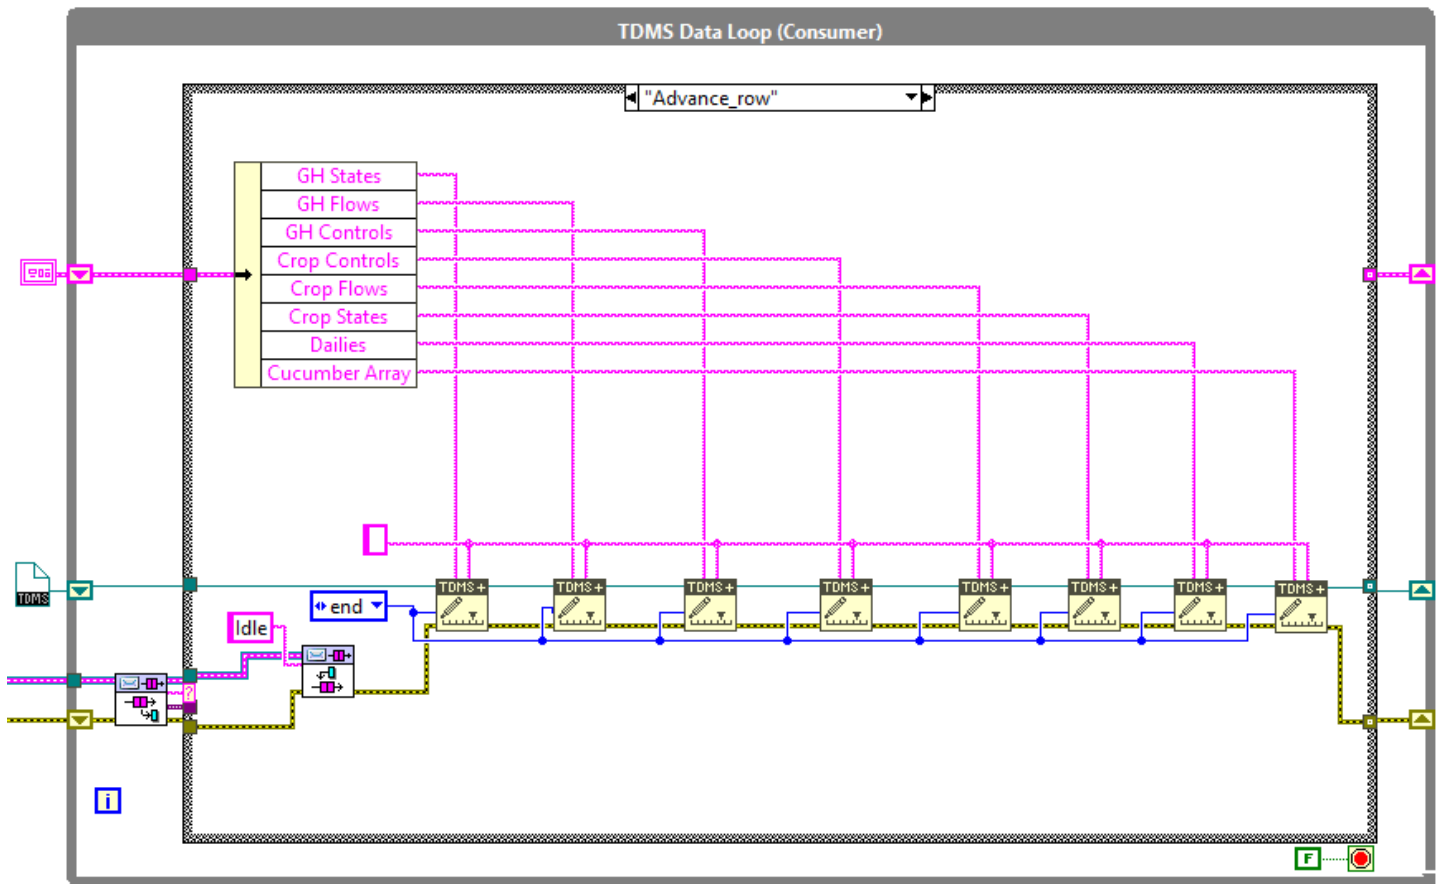 TDMS Data Loop (Consumer)
"Advance_row"
GH States
GH Flows
GH Controls
Crop Controls
Crop Flows
Crop States
Dailies
Cucumber Array
TDMS
TDMS+ TDMS+ TDMS+ TDMS+ TDMS+ TDMS+ TDMS+ TDMS+
end
Idle
?
i
F